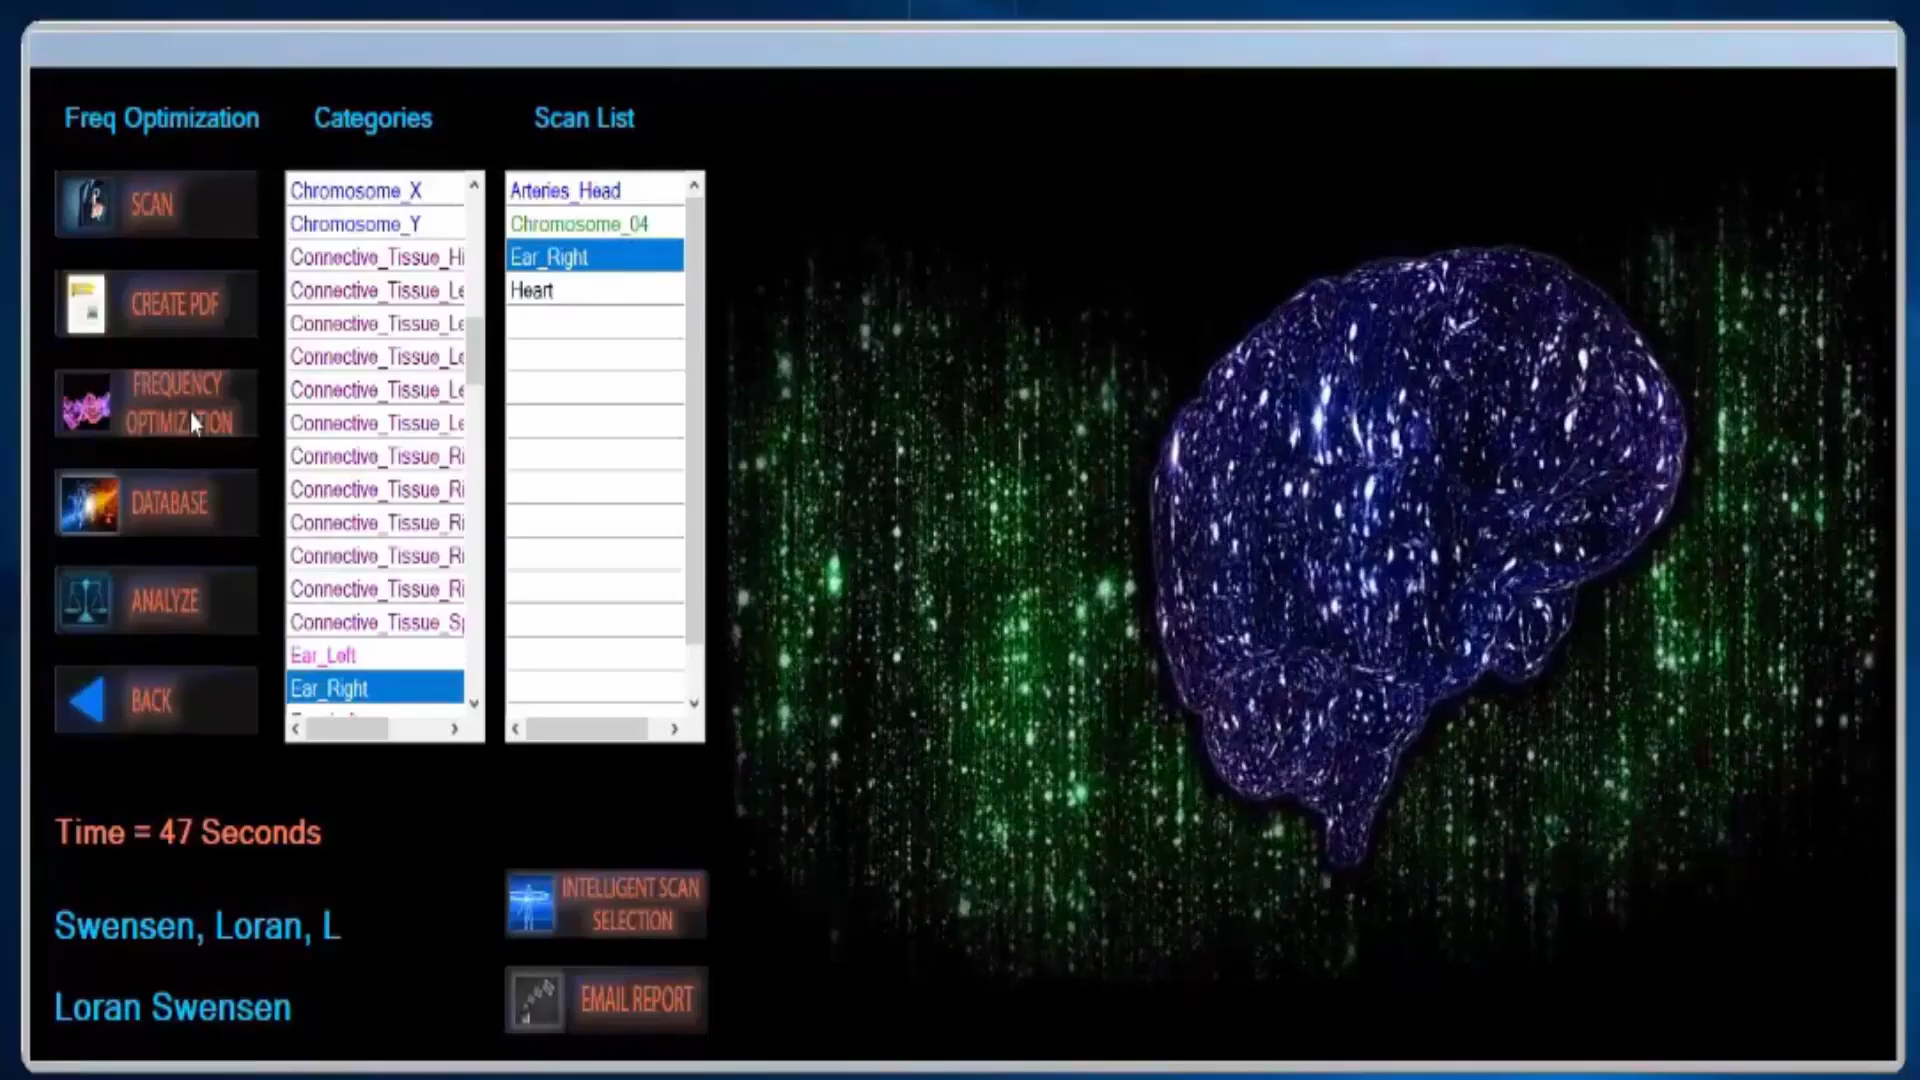 Freq Optimization
Categories
Scan List
SCAN
CREATE PDF
FREQUENCY
OPTIMIZATION
DATABASE
ANALYZE
BACK
Chromosome_X
Chromosome_Y
Connective_Tissue_Hi
Connective_Tissue_Le
Connective_Tissue_Le
Connective_Tissue_Le
Connective_Tissue_Le
Connective_Tissue_Le
Connective_Tissue_Ri
Connective_Tissue_Ri
Connective_Tissue_Ri
Connective_Tissue_Ri
Connective_Tissue_Ri
Connective_Tissue_Sp
Ear_Left
Ear_Right
Arteries_Head
Chromosome_04
Ear_Right
Heart
Time = 47 Seconds
Swensen, Loran, L
Loran Swensen
INTELLIGENT SCAN
SELECTION
EMAIL REPORT